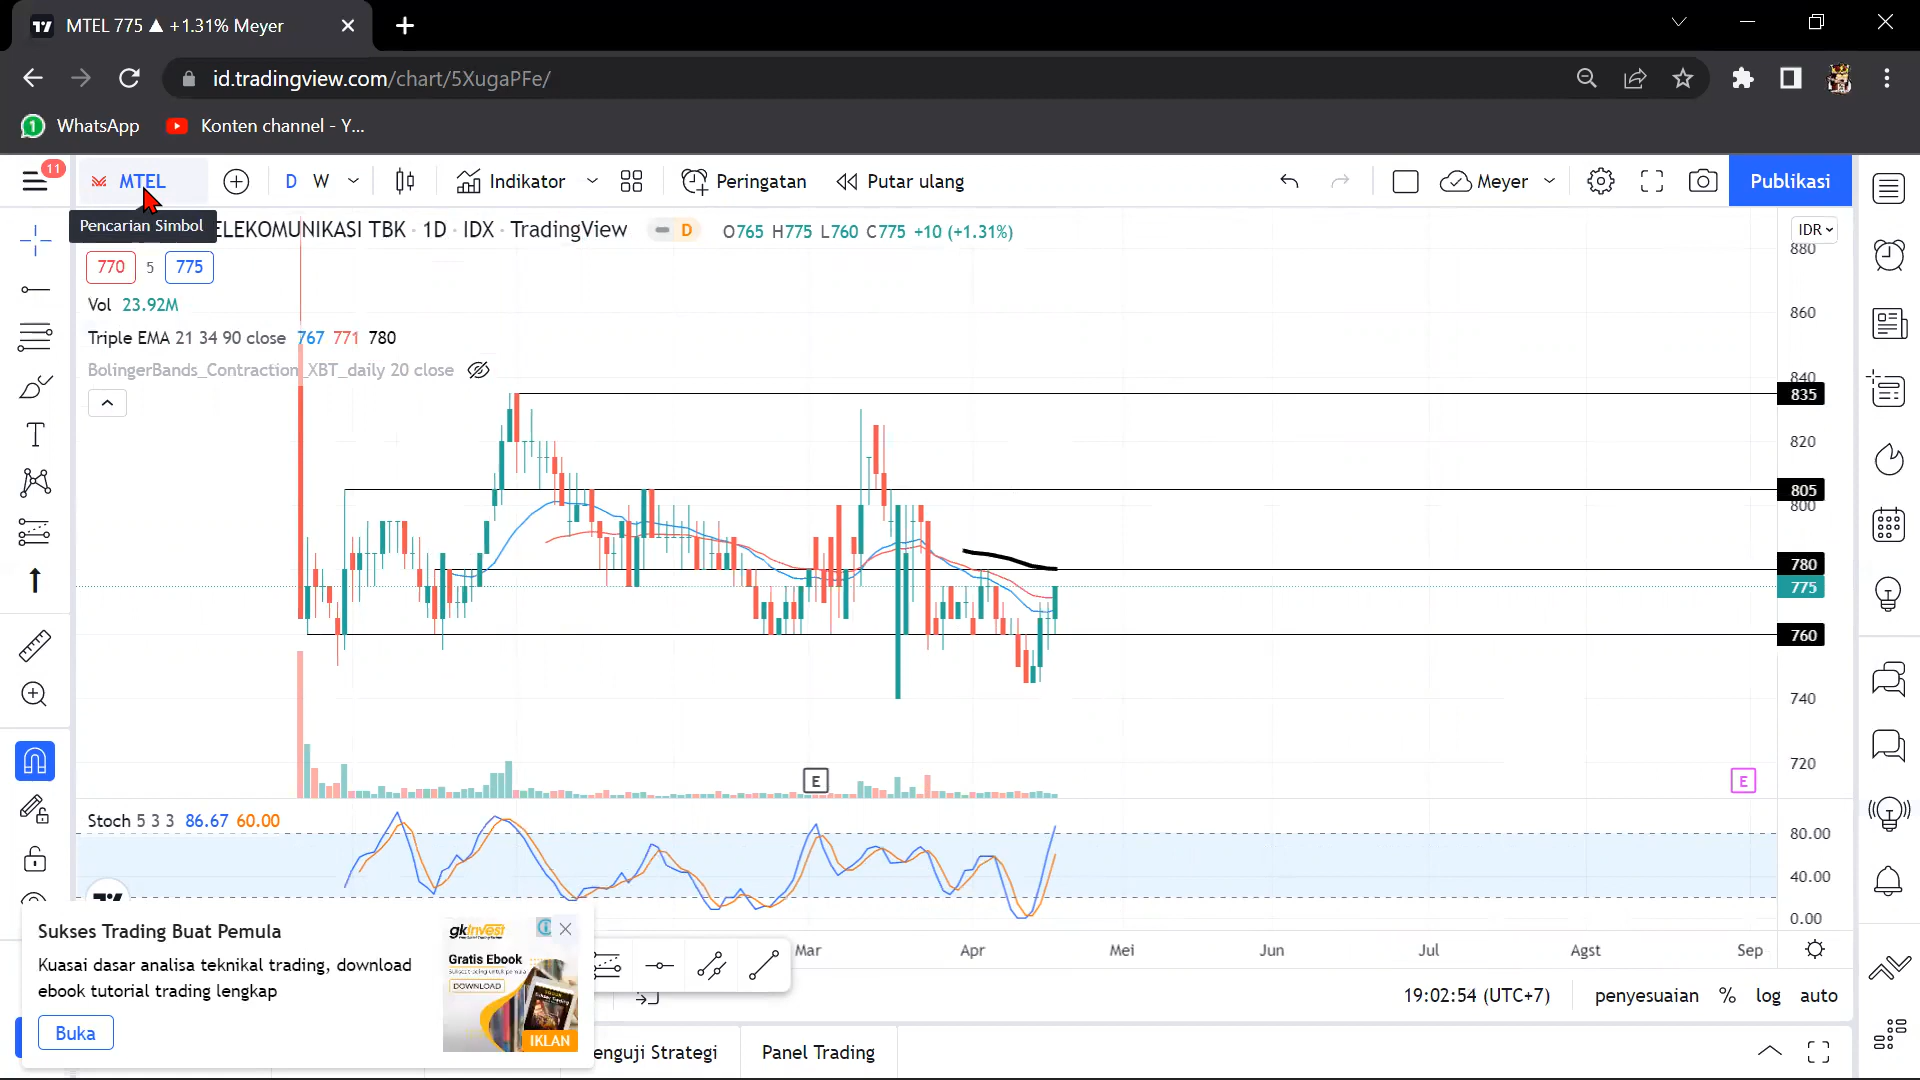 MTEL 775 ▲ +1.31% Meyer
id.tradingview.com/chart/5XugaPFe/
WhatsApp
Konten channel - Y...
11
MTEL
D
W
Indikator
Peringatan
Putar ulang
Meyer
Publikasi
Pencarian Simbol
ELEKOMUNIKASI TBK · 1D · IDX · TradingView
D
O765 H775 L760 C775 +10 (+1.31%)
IDR
770
5
775
Vol 23.92M
Triple EMA 21 34 90 close 767 771 780
BolingerBands_Contraction_XBT_daily 20 close
880
860
840
835
820
805
800
780
775
760
740
720
E
E
Stoch 5 3 3 86.67 60.00
80.00
40.00
0.00
Mar
Apr
Mei
Jun
Jul
Agst
Sep
Sukses Trading Buat Pemula
Kuasai dasar analisa teknikal trading, download
ebook tutorial trading lengkap
Buka
gkinvest
Gratis Ebook
DOWNLOAD
IKLAN
19:02:54 (UTC+7)
penyesuaian
%
log
auto
enguji Strategi
Panel Trading